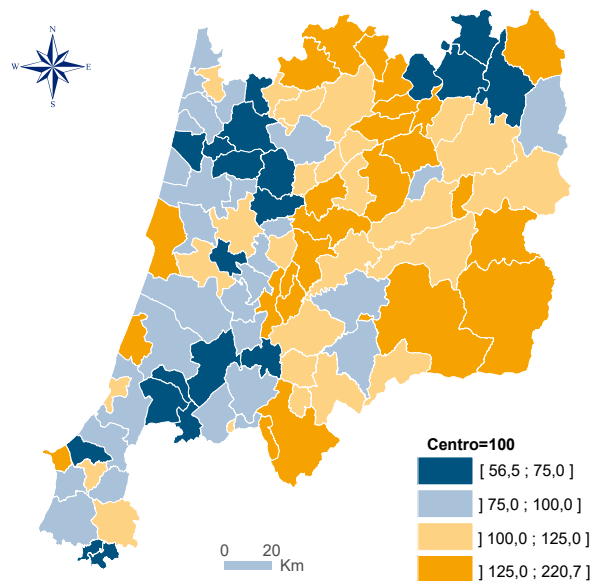 N
W E
S
Centro=100
[ 56,5 ; 75,0 ]
] 75,0 ; 100,0 ]
] 100,0 ; 125,0 ]
] 125,0 ; 220,7 ]
0 20
Km